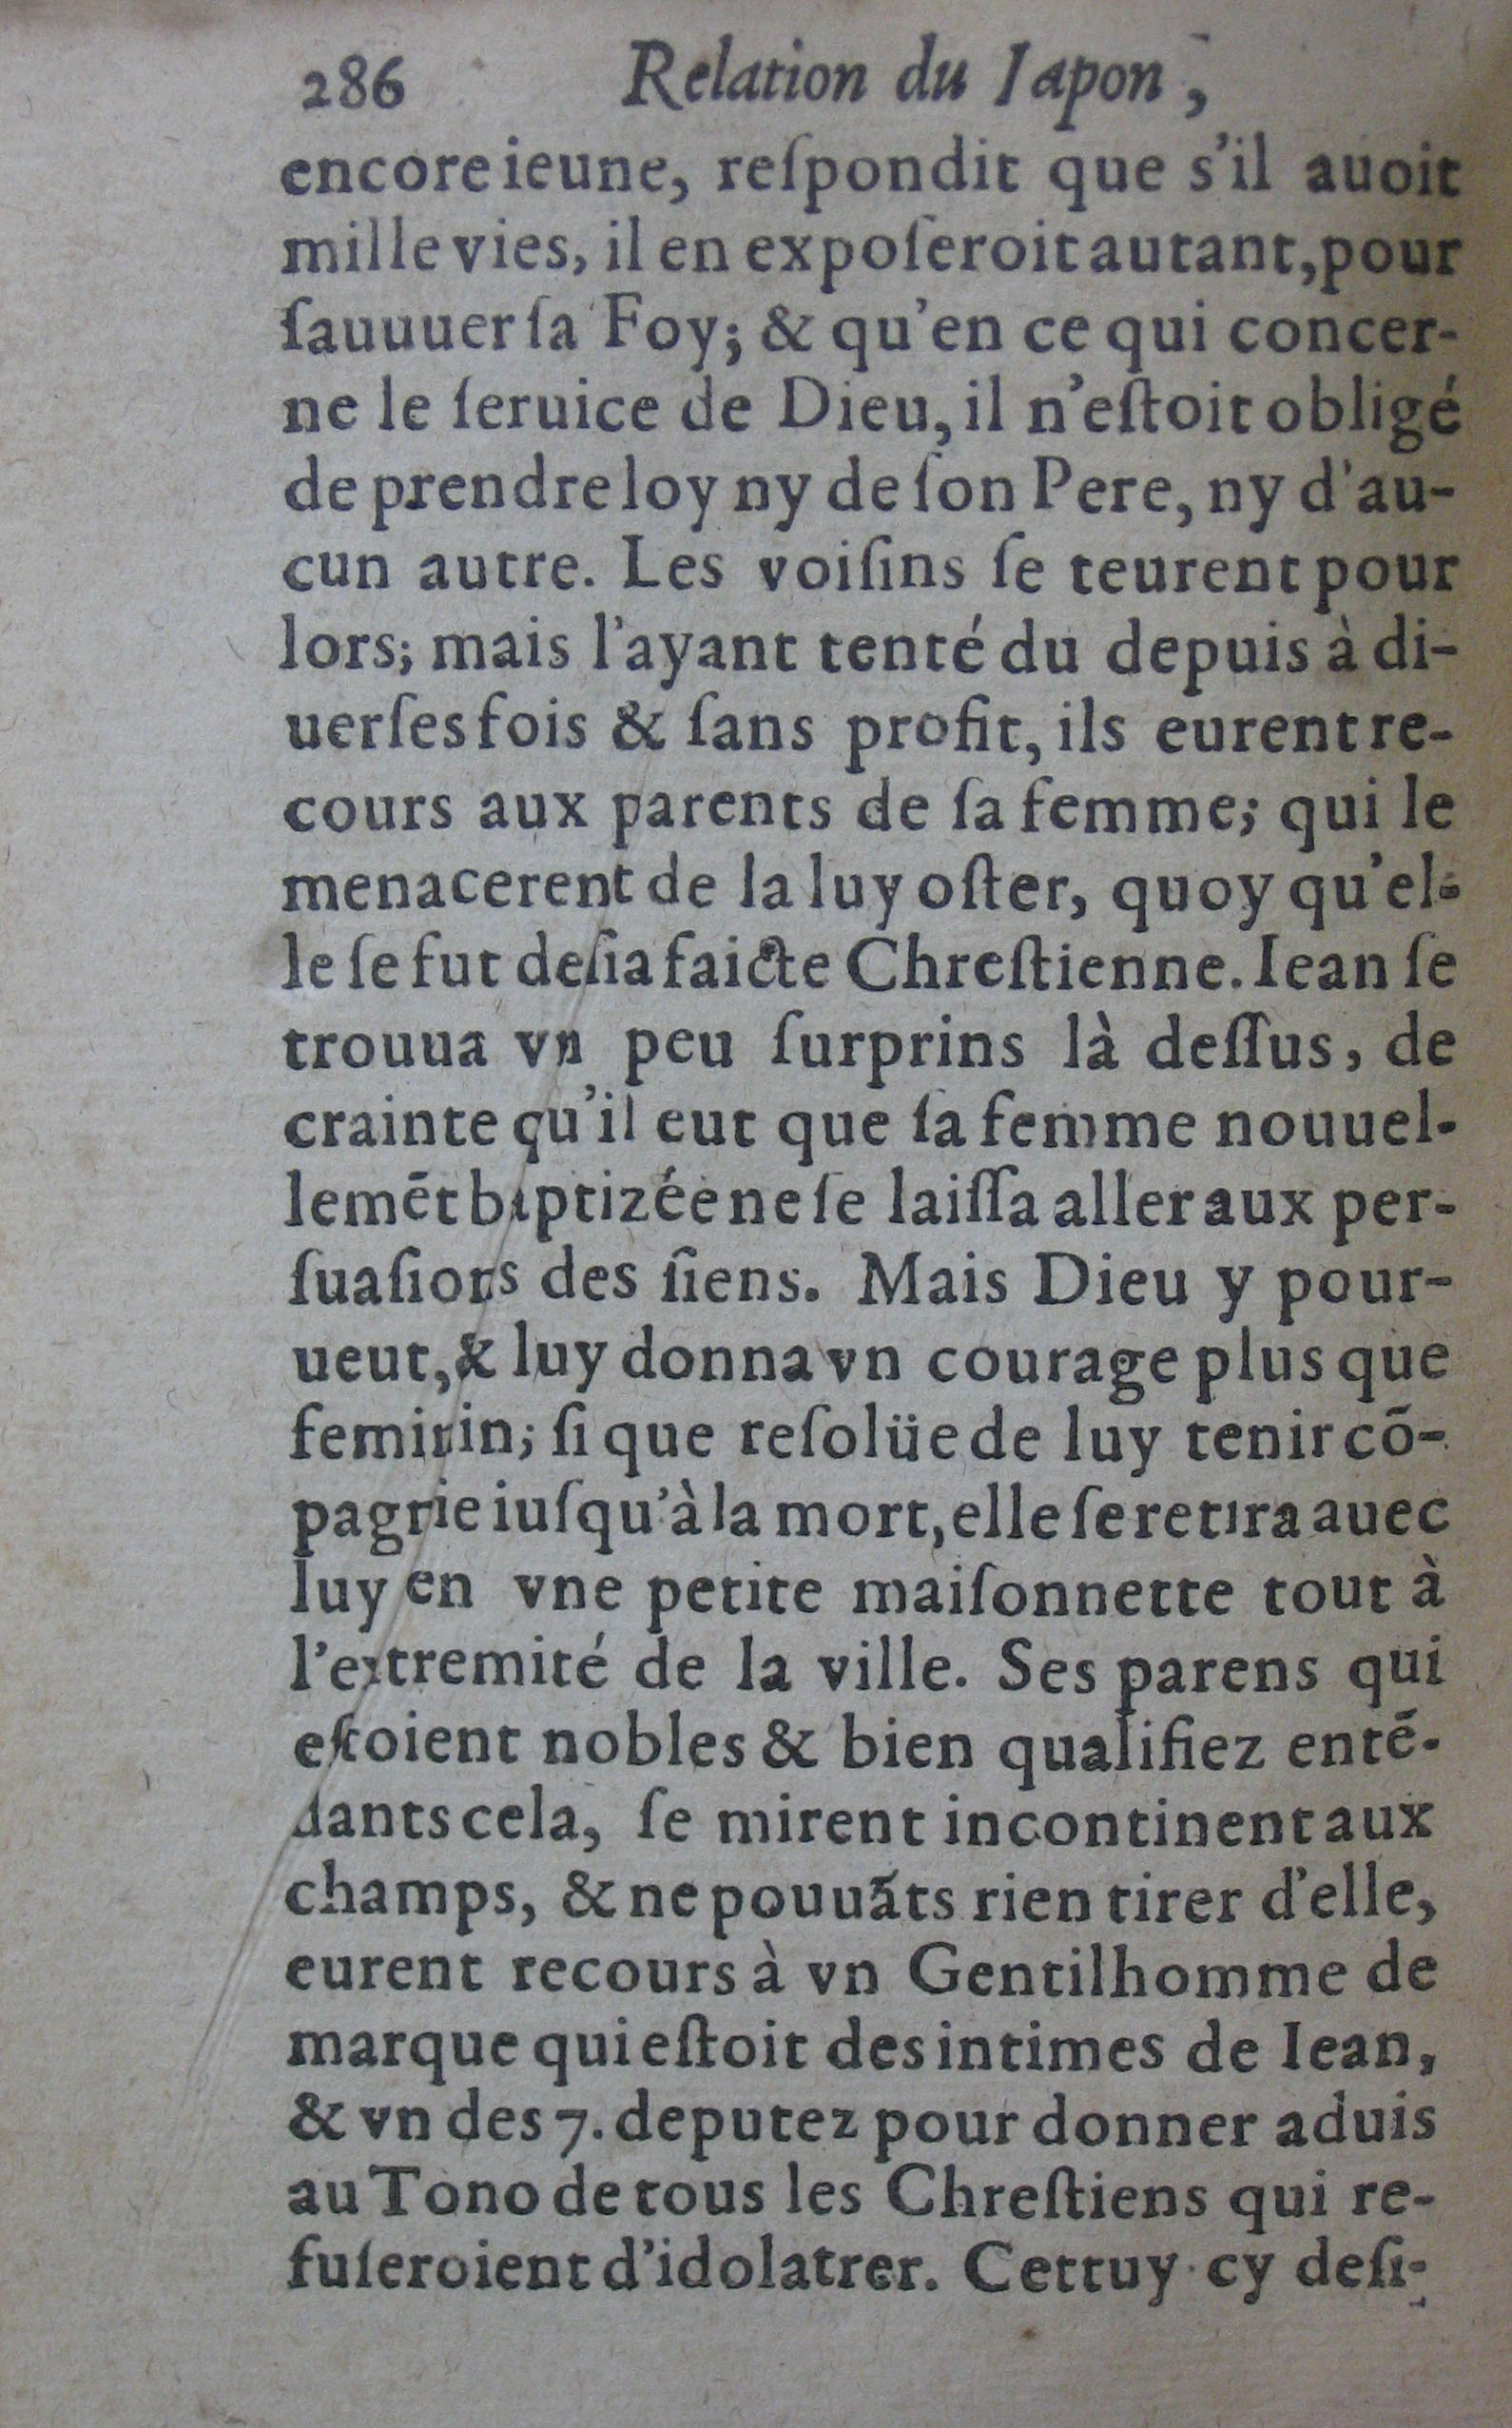 286 Relation du Iapon,
encore ieune, reſpondit que s'il auoit
mille vies, il en expoſeroit autant, pour
ſauuuer ſa Foy; & qu'en ce qui concer-
ne le ſeruice de Dieu, il n'eſtoit obligé
de prendre loy ny de ſon Pere, ny d'au-
cun autre. Les voiſins ſe teurent pour
lors; mais l'ayant tenté du depuis à di-
uerſes fois & ſans profit, ils eurent re-
cours aux parents de ſa femme; qui le
menacerent de la luy oſter, quoy qu'el-
le ſe fut deſia faicte Chreſtienne. Iean ſe
trouua vn peu ſurprins là deſſus, de
crainte qu'il eut que ſa femme nouuel-
lemēt baptizée ne ſe laiſſa aller aux per-
ſuaſions des ſiens. Mais Dieu y pour-
ueut, & luy donna vn courage plus que
feminin; ſi que reſolüe de luy tenir cō-
pagnie iuſqu'à la mort, elle ſe retira auec
luy en vne petite maiſonnette tout à
l'extremité de la ville. Ses parens qui
eſtoient nobles & bien qualifiez entē-
dants cela, ſe mirent incontinent aux
champs, & ne pouuāts rien tirer d'elle,
eurent recours à vn Gentilhomme de
marque qui eſtoit des intimes de Iean,
& vn des 7. deputez pour donner aduis
au Tono de tous les Chreſtiens qui re-
fuſeroient d'idolatrer. Cettuy cy deſi-